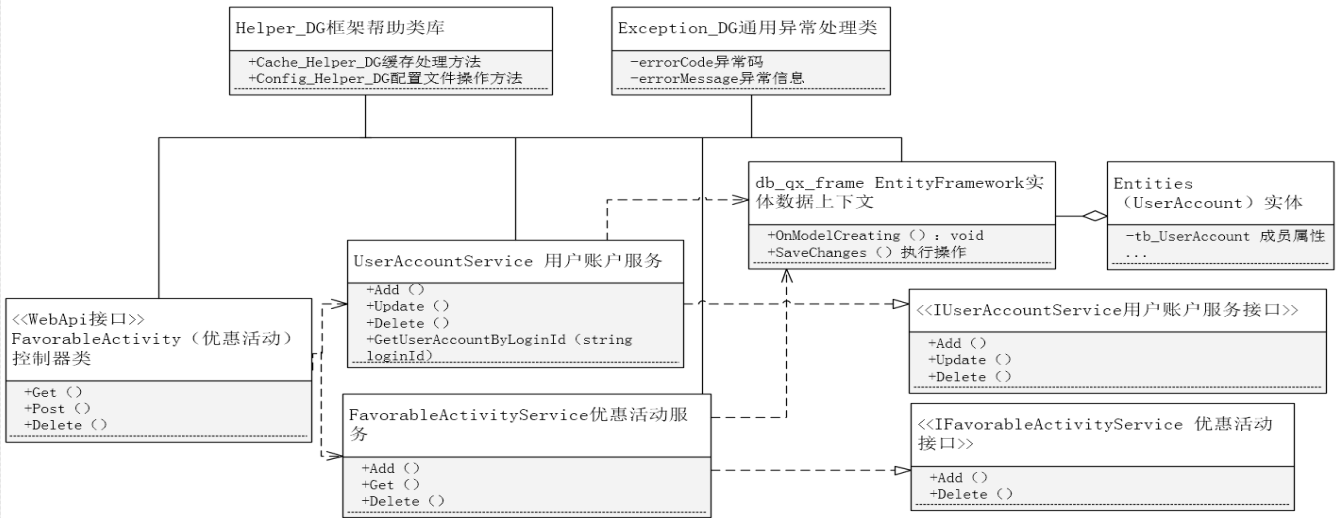 Helper_DG框架帮助类库
+Cache_Helper_DG缓存处理方法
+Config_Helper_DG配置文件操作方法
Exception_DG通用异常处理类
-errorCode异常码
-errorMessage异常信息
db_qx_frame EntityFramework实
体数据上下文
+OnModelCreating（）：void
+SaveChanges（）执行操作
Entities
（UserAccount）实体
-tb_UserAccount 成员属性
...
UserAccountService 用户账户服务
+Add（）
+Update（）
+Delete（）
+GetUserAccountByLoginId（string
loginId）
<<WebApi接口>>
FavorableActivity（优惠活动）
控制器类
+Get（）
+Post（）
+Delete（）
<<IUserAccountService用户账户服务接口>>
+Add（）
+Update（）
+Delete（）
FavorableActivityService优惠活动服
务
+Add（）
+Get（）
+Delete（）
<<IFavorableActivityService 优惠活动
接口>>
+Add（）
+Delete（）